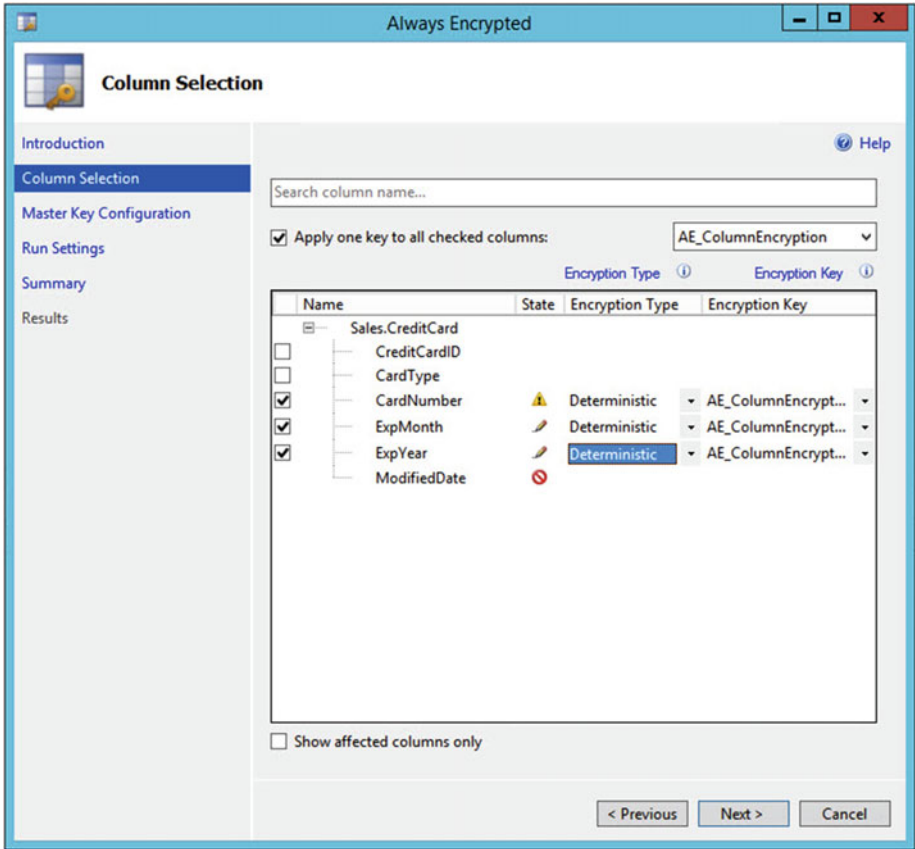 Always Encrypted
Column Selection
Introduction
Column Selection
Master Key Configuration
Run Settings
Summary
Results
Help
Search column name...
Apply one key to all checked columns: AE_ColumnEncryption
Encryption Type Encryption Key
Name State Encryption Type Encryption Key
Sales.CreditCard
CreditCardID
CardType
CardNumber Deterministic AE_ColumnEncrypt...
ExpMonth Deterministic AE_ColumnEncrypt...
ExpYear Deterministic AE_ColumnEncrypt...
ModifiedDate
Show affected columns only
< Previous Next > Cancel